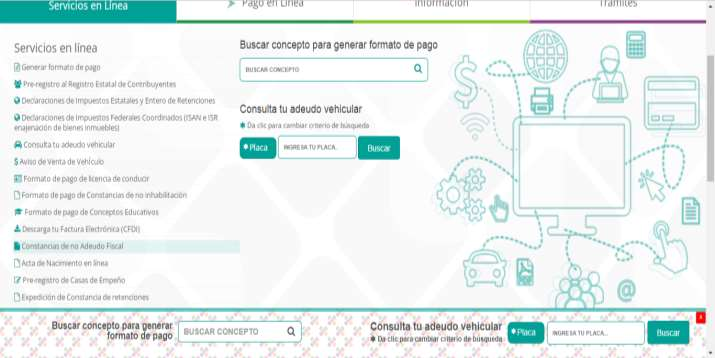 Servicios en Línea
Pago en Línea
Información
Trámites
Servicios en línea
Generar formato de pago
Pre-registro al Registro Estatal de Contribuyentes
Declaraciones de Impuestos Estatales y Entero de Retenciones
Declaraciones de Impuestos Federales Coordinados (ISAN e ISR
enajenación de bienes inmuebles)
Consulta tu adeudo vehicular
Aviso de Venta de Vehículo
Formato de pago de licencia de conducir
Formato de pago de Constancias de no inhabilitación
Formato de pago de Conceptos Educativos
Descarga tu Factura Electrónica (CFDI)
Constancias de no Adeudo Fiscal
Acta de Nacimiento en línea
Pre-registro de Casas de Empeño
Expedición de Constancia de retenciones
Buscar concepto para generar formato de pago
BUSCAR CONCEPTO
Consulta tu adeudo vehicular
✱ Da clic para cambiar criterio de búsqueda
✱Placa INGRESA TU PLACA.. Buscar
Buscar concepto para generar
formato de pago
BUSCAR CONCEPTO
Consulta tu adeudo vehicular
✱ Da clic para cambiar criterio de búsqueda
✱Placa INGRESA TU PLACA... Buscar
X